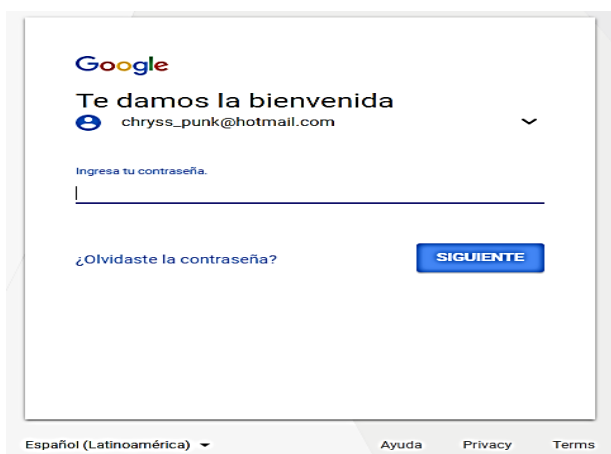 Google
Te damos la bienvenida
chryss_punk@hotmail.com
Ingresa tu contraseña.
¿Olvidaste la contraseña?
SIGUIENTE
Español (Latinoamérica)
Ayuda
Privacy
Terms